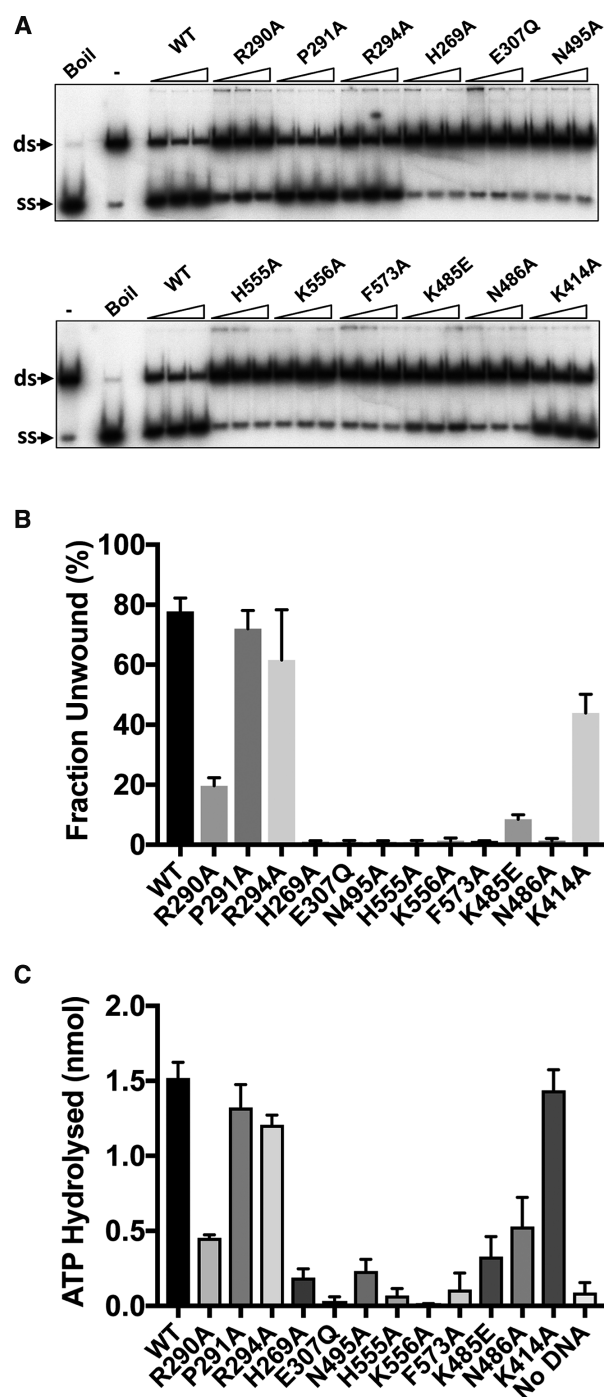 A
Boil - WT R290A P291A R294A H269A E307Q N495A
ds
ss
- Boil WT H555A K556A F573A K485E N486A K414A
ds
ss
B
Fraction Unwound (%)
100
80
60
40
20
0
WT R290A P291A R294A H269A E307Q N495A H555A K556A F573A K485E N486A K414A
C
ATP Hydrolysed (nmol)
2.0
1.5
1.0
0.5
0.0
WT R290A P291A R294A H269A E307Q N495A H555A K556A F573A K485E N486A K414A No DNA